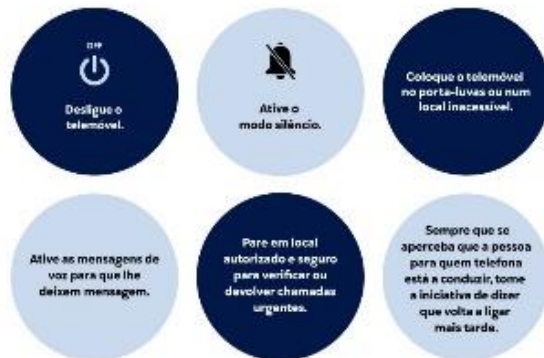 OFF
Desligue o
telemóvel.
Ative o
modo silêncio.
Coloque o telemóvel
no porta-luvas ou num
local inacessível.
Ative as mensagens de
voz para que lhe
deixem mensagem.
Pare em local
autorizado e seguro
para verificar ou
devolver chamadas
urgentes.
Sempre que se
aperceba que a pessoa
para quem telefona
está a conduzir, tome
a iniciativa de dizer
que volta a ligar
mais tarde.